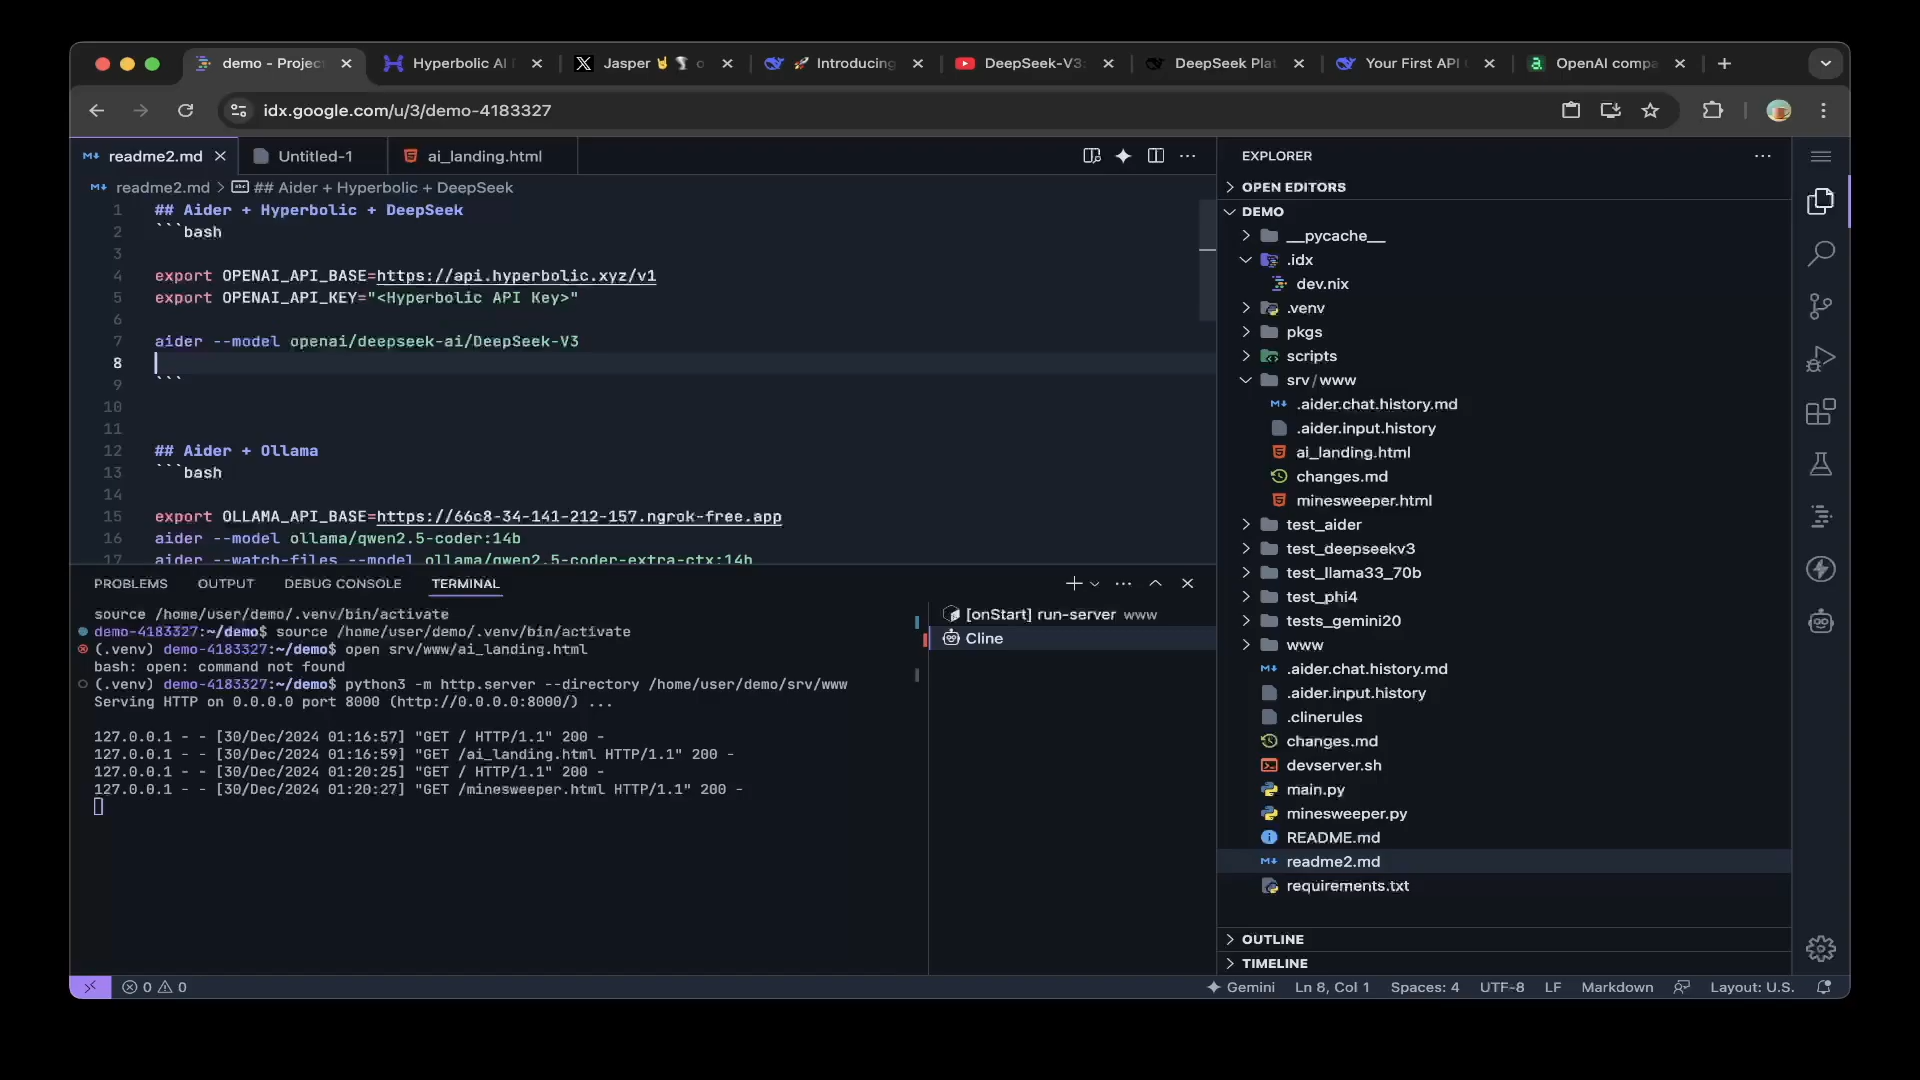 demo - Projec
Hyperbolic AI
Jasper
Introducing
DeepSeek-V3:
DeepSeek Plat
Your First API
OpenAI compa
idx.google.com/u/3/demo-4183327
readme2.md
Untitled-1
ai_landing.html
readme2.md > ## Aider + Hyperbolic + DeepSeek
1 ## Aider + Hyperbolic + DeepSeek
2 ```bash
3
4 export OPENAI_API_BASE=https://api.hyperbolic.xyz/v1
5 export OPENAI_API_KEY="<Hyperbolic API Key>"
6
7 aider --model openai/deepseek-ai/DeepSeek-V3
8
9 ```
10
11
12 ## Aider + Ollama
13 ```bash
14
15 export OLLAMA_API_BASE=https://66c8-34-141-212-157.ngrok-free.app
16 aider --model ollama/qwen2.5-coder:14b
17 aider --watch-files --model ollama/qwen2.5-coder-extra-ctx:14b
PROBLEMS
OUTPUT
DEBUG CONSOLE
TERMINAL
source /home/user/demo/.venv/bin/activate
demo-4183327:~/demo$ source /home/user/demo/.venv/bin/activate
(.venv) demo-4183327:~/demo$ open srv/www/ai_landing.html
bash: open: command not found
(.venv) demo-4183327:~/demo$ python3 -m http.server --directory /home/user/demo/srv/www
Serving HTTP on 0.0.0.0 port 8000 (http://0.0.0.0:8000/) ...
127.0.0.1 - - [30/Dec/2024 01:16:57] "GET / HTTP/1.1" 200 -
127.0.0.1 - - [30/Dec/2024 01:16:59] "GET /ai_landing.html HTTP/1.1" 200 -
127.0.0.1 - - [30/Dec/2024 01:20:25] "GET / HTTP/1.1" 200 -
127.0.0.1 - - [30/Dec/2024 01:20:27] "GET /minesweeper.html HTTP/1.1" 200 -
[onStart] run-server www
Cline
EXPLORER
OPEN EDITORS
DEMO
__pycache__
.idx
dev.nix
.venv
pkgs
scripts
srv/www
.aider.chat.history.md
.aider.input.history
ai_landing.html
changes.md
minesweeper.html
test_aider
test_deepseekv3
test_llama33_70b
test_phi4
tests_gemini20
www
.aider.chat.history.md
.aider.input.history
.clinerules
changes.md
devserver.sh
main.py
minesweeper.py
README.md
readme2.md
requirements.txt
OUTLINE
TIMELINE
0
0
Gemini
Ln 8, Col 1
Spaces: 4
UTF-8
LF
Markdown
Layout: U.S.